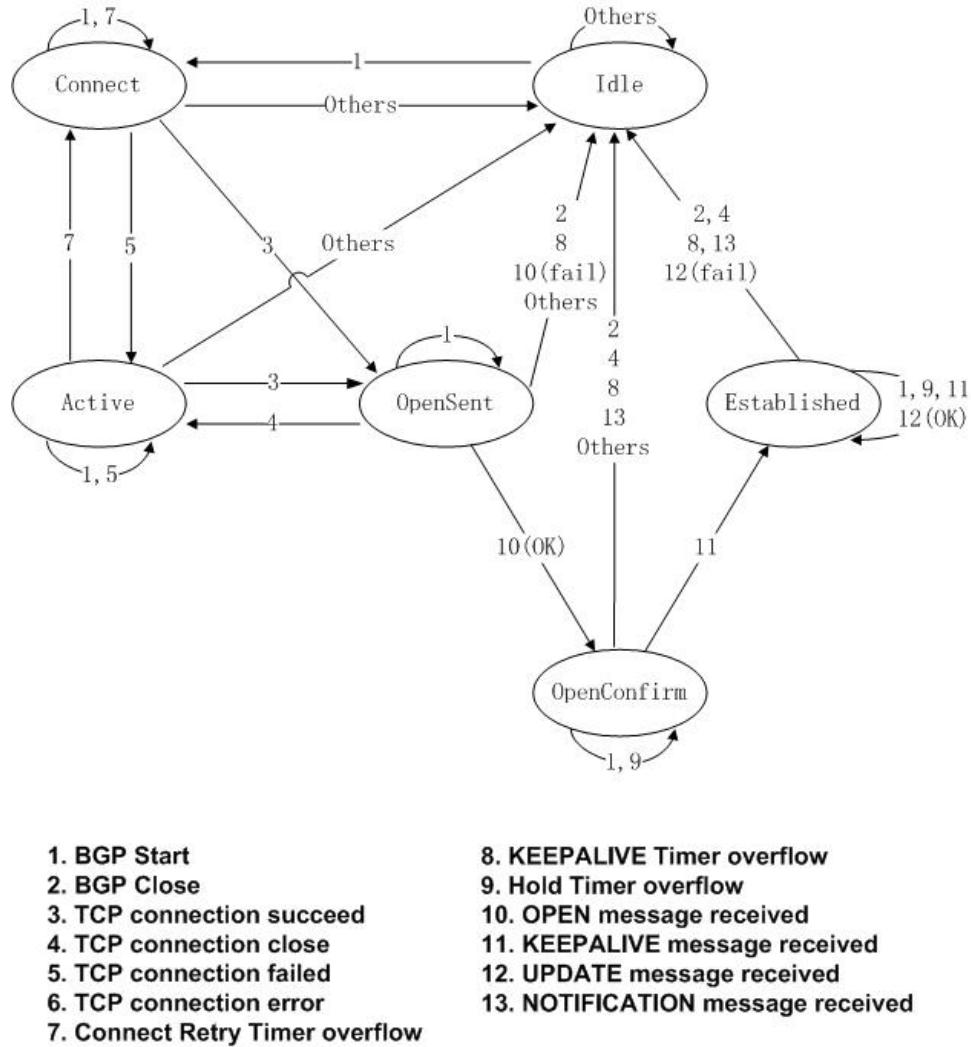 1,7
Others
Connect
1
Idle
Others
7
5
3
Others
2
8
10(fail)
Others
2,4
8,13
12(fail)
2
4
8
13
Others
1
Active
3
OpenSent
4
Established
1,9,11
12(OK)
1,5
10(OK)
11
OpenConfirm
1,9
1. BGP Start
2. BGP Close
3. TCP connection succeed
4. TCP connection close
5. TCP connection failed
6. TCP connection error
7. Connect Retry Timer overflow
8. KEEPALIVE Timer overflow
9. Hold Timer overflow
10. OPEN message received
11. KEEPALIVE message received
12. UPDATE message received
13. NOTIFICATION message received